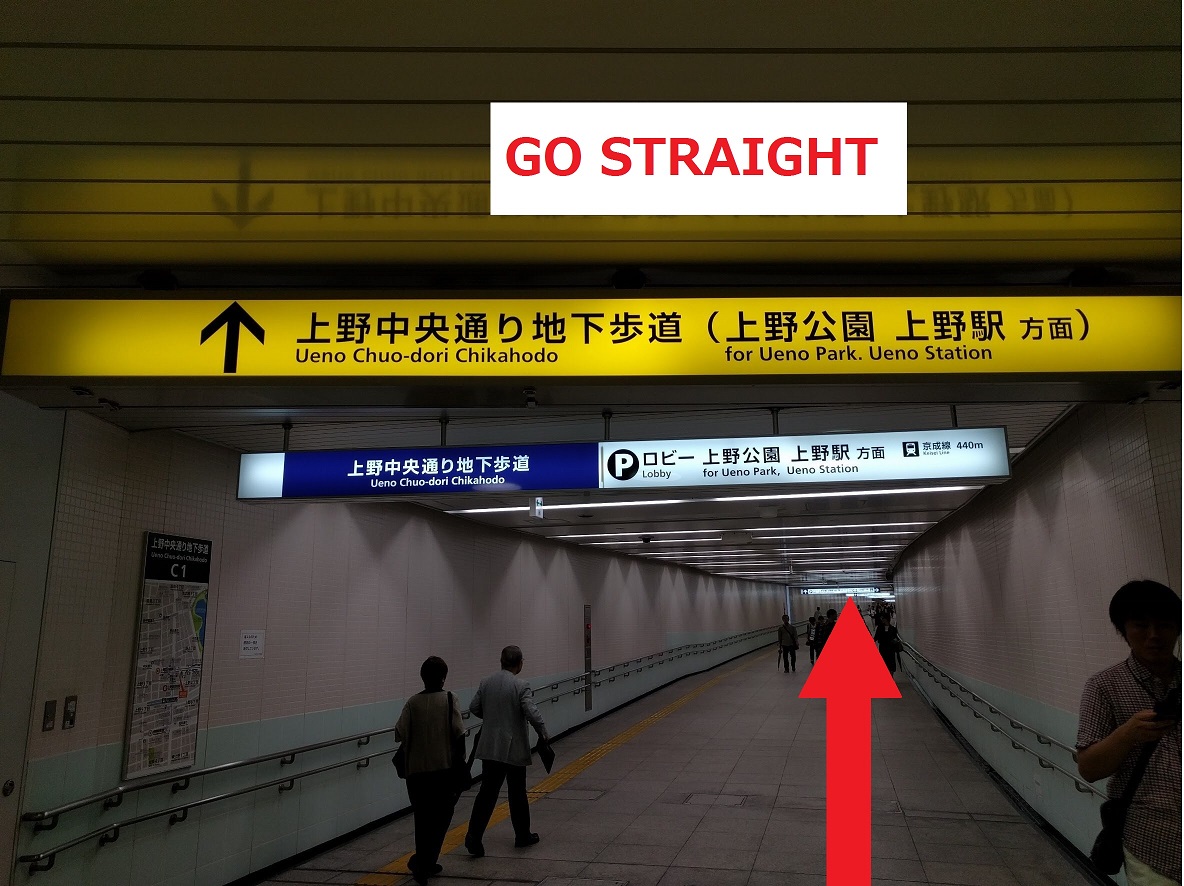 GO STRAIGHT
上野中央通り地下歩道（上野公園 上野駅 方面）
Ueno Chuo-dori Chikahodo for Ueno Park. Ueno Station
上野中央通り地下歩道
Ueno Chuo-dori Chikahodo
P ロビー 上野公園 上野駅 方面
Lobby for Ueno Park, Ueno Station
京成線 440m
Keisei Line
上野中央通り地下歩道
Ueno Chuo-dori Chikahodo
C1